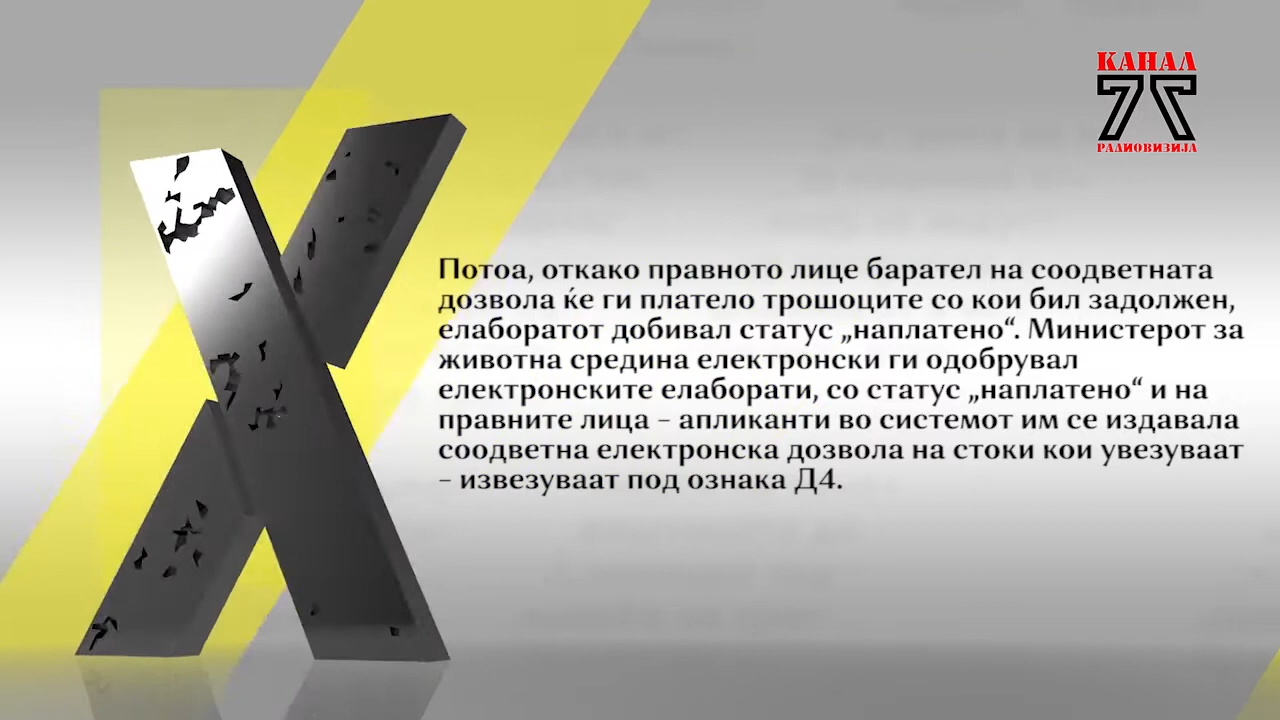 КАНАЛ
77
РАДИОВИЗИЈА
Потоа, откако правното лице барател на соодветната
дозвола ќе ги платело трошоците со кои бил задолжен,
елаборатот добивал статус „наплатено“. Министерот за
животна средина електронски ги одобрувал
електронските елаборати, со статус „наплатено“ и на
правните лица – апликанти во системот им се издавала
соодветна електронска дозвола на стоки кои увезуваат
– извезуваат под ознака Д4.